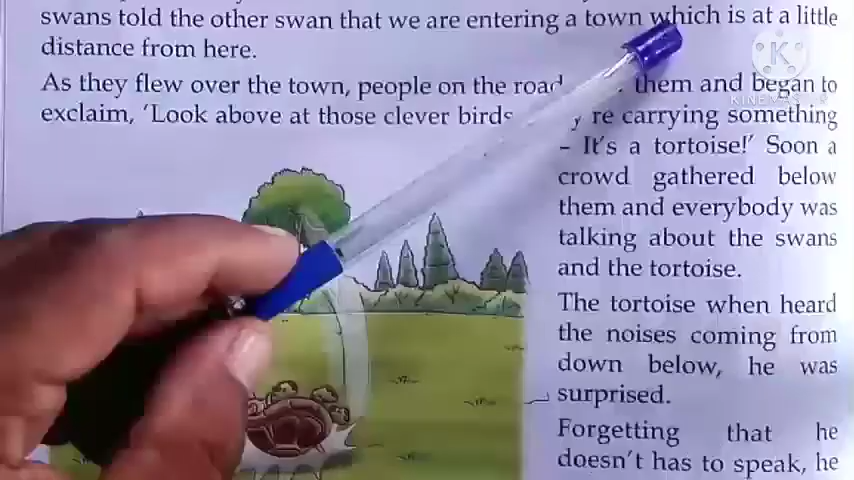 swans told the other swan that we are entering a town which is at a little
distance from here.
As they flew over the town, people on the road them and began to
exclaim, 'Look above at those clever birds re carrying something
– It's a tortoise!' Soon a
crowd gathered below
them and everybody was
talking about the swans
and the tortoise.
The tortoise when heard
the noises coming from
down below, he was
surprised.
Forgetting that he
doesn't has to speak, he
K